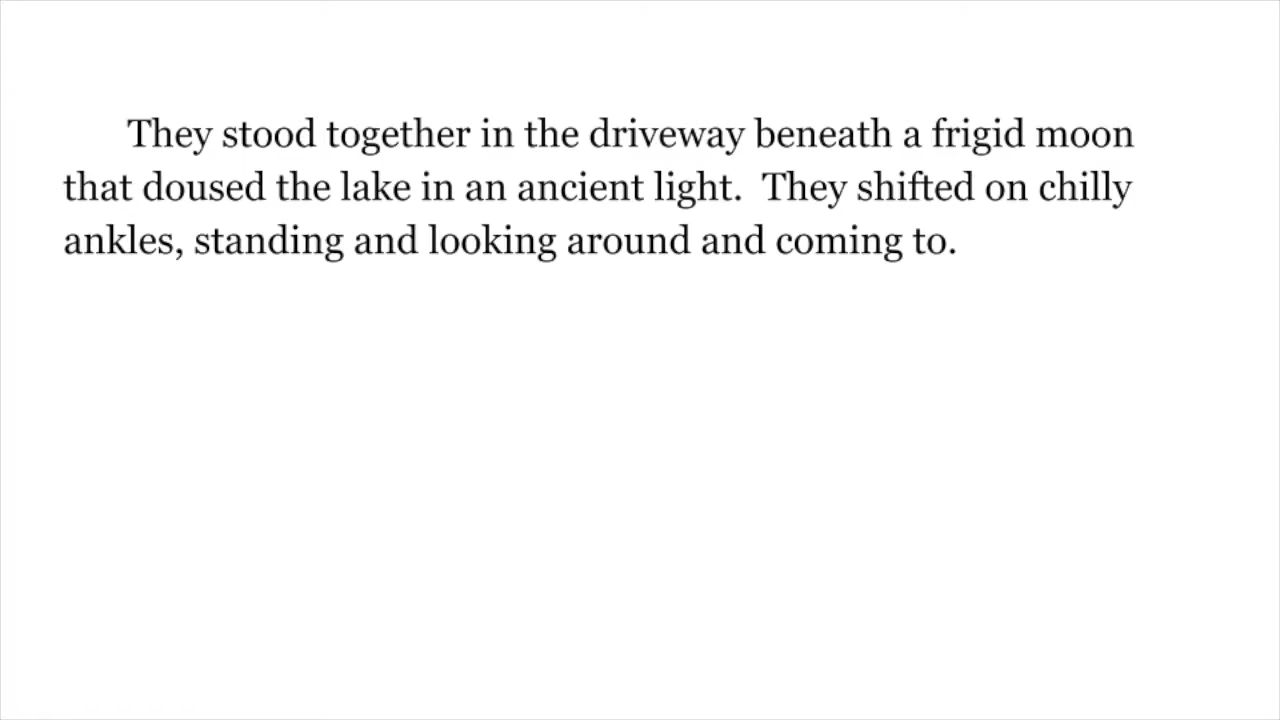 They stood together in the driveway beneath a frigid moon
that doused the lake in an ancient light.  They shifted on chilly
ankles, standing and looking around and coming to.